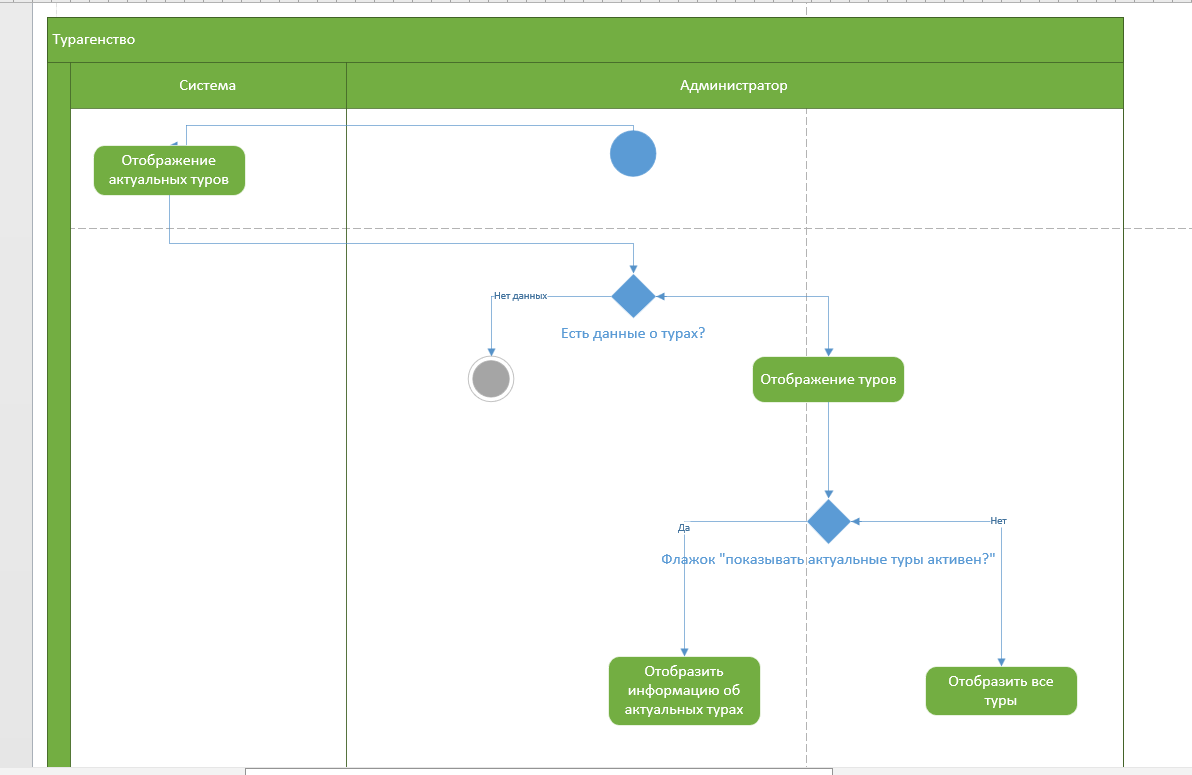 Турагенство
Система
Администратор
Отображение
актуальных туров
Нет данных
Есть данные о турах?
Отображение туров
Да
Нет
Флажок "показывать актуальные туры активен?"
Отобразить
информацию об
актуальных турах
Отобразить все
туры